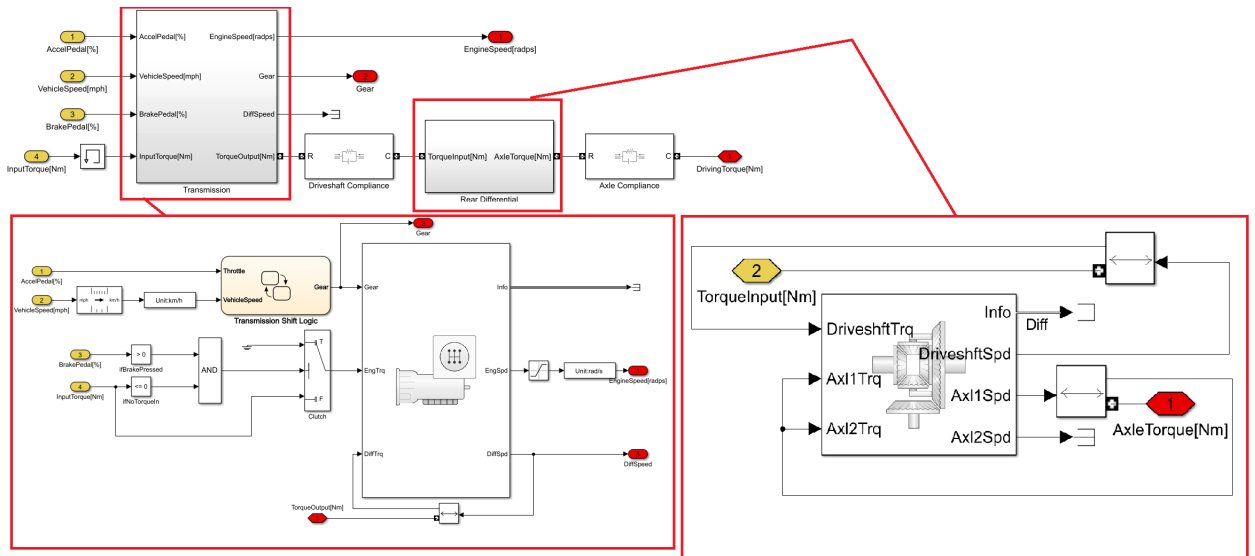 1
AccelPedal[%]
2
VehicleSpeed[mph]
3
BrakePedal[%]
4
InputTorque[Nm]
AccelPedal[%]
VehicleSpeed[mph]
BrakePedal[%]
InputTorque[Nm]
EngineSpeed[radps]
Gear
DiffSpeed
TorqueOutput[Nm]
Transmission
1
EngineSpeed[radps]
2
Gear
R
C
Driveshaft Compliance
TorqueInput[Nm]
AxleTorque[Nm]
Rear Differential
R
C
Axle Compliance
1
DrivingTorque[Nm]
1
AccelPedal[%]
2
VehicleSpeed[mph]
mph
km/h
Unit:km/h
Throttle
VehicleSpeed
Gear
Transmission Shift Logic
2
Gear
3
BrakePedal[%]
4
InputTorque[Nm]
> 0
ifBrakePressed
<= 0
ifNoTorqueIn
AND
T
F
Clutch
Gear
EngTrq
DiffTrq
Info
EngSpd
DiffSpd
Unit:rad/s
1
EngineSpeed[radps]
3
DiffSpeed
TorqueOutput[Nm]
1
2
TorqueInput[Nm]
DriveshftTrq
Axl1Trq
Axl2Trq
Info
DriveshftSpd
Axl1Spd
Axl2Spd
Diff
1
AxleTorque[Nm]